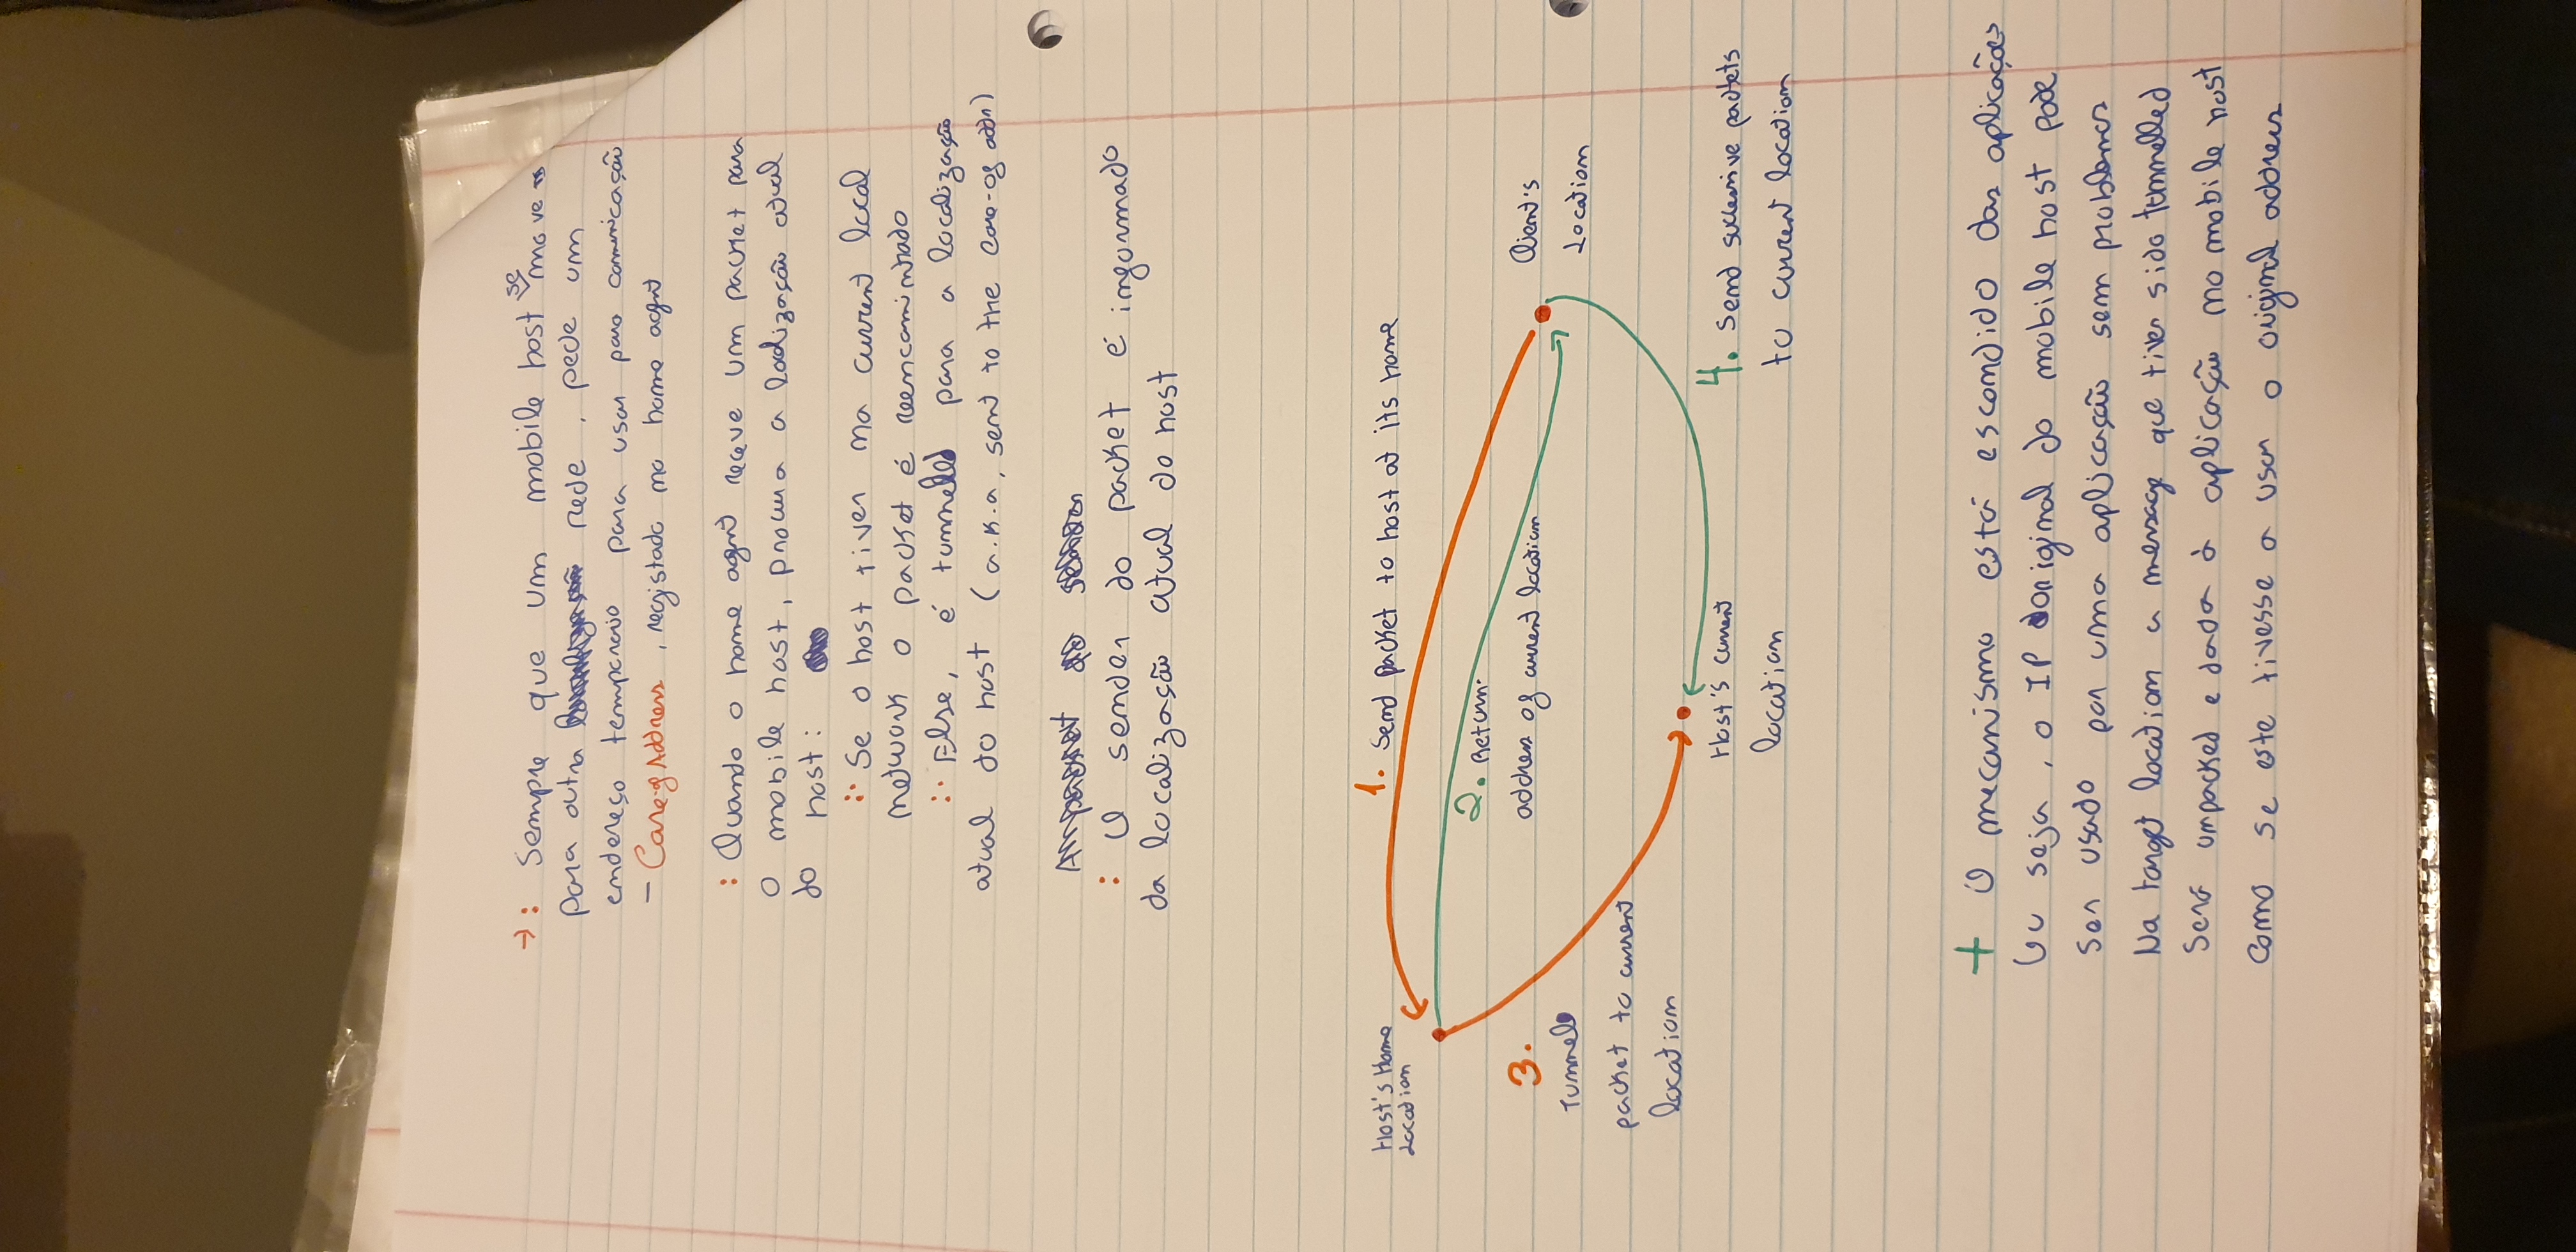 →: Sempre que um mobile host se move
para outra rede, pede um
endereço temporario para usar para comunicação
- Care-of Address, registado no home agent
: Quando o home agent receve um packet para
o mobile host, procura a localização atual
do host:
:· Se o host tiver na current local
network o packet é reencaminhado
:· Else, é tunnelled para a localização
atual do host (a.k.a, sent to the care-of addr)
: O sender do packet é informado
da localização atual do host
1. Send packet to host at its home
Host's Home
Location
2. Return
address of current location
3.
Tunnel
packet to current
location
Client's
Location
Host's current
location
4. Send successive packets
to current location
+ O mecanismo está escondido das aplicações
Ou seja, o IP original do mobile host pode
ser usado por uma aplicação sem problemas
Na target location a message que tiver sido tunnelled
será unpacked e dada à aplicação no mobile host
como se este tivesse a usar o original address